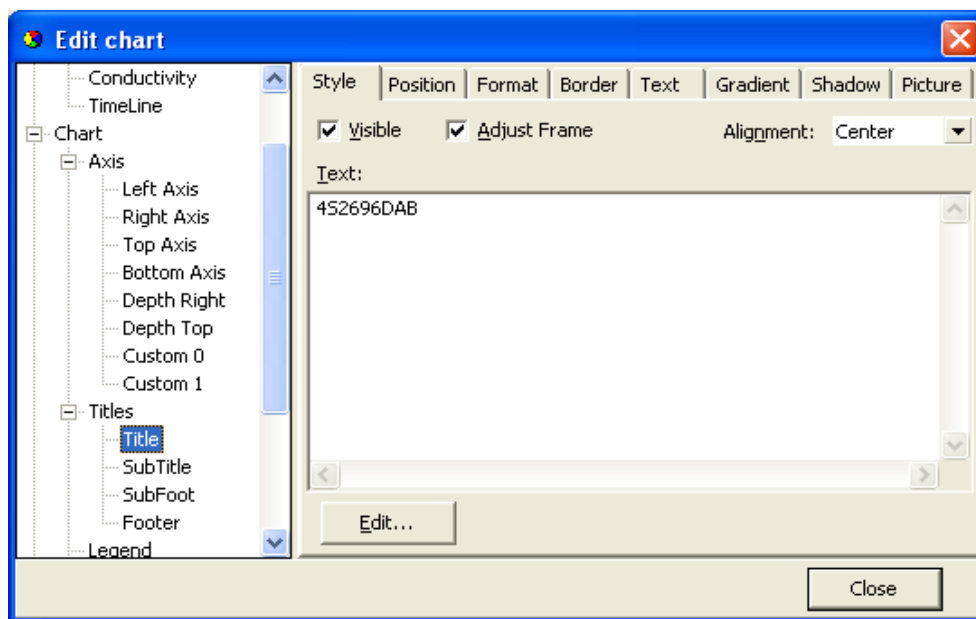 Edit chart
Conductivity
TimeLine
Chart
Axis
Left Axis
Right Axis
Top Axis
Bottom Axis
Depth Right
Depth Top
Custom 0
Custom 1
Titles
Title
SubTitle
SubFoot
Footer
Legend
Style Position Format Border Text Gradient Shadow Picture
Visible Adjust Frame Alignment: Center
Text:
452696DAB
Edit...
Close